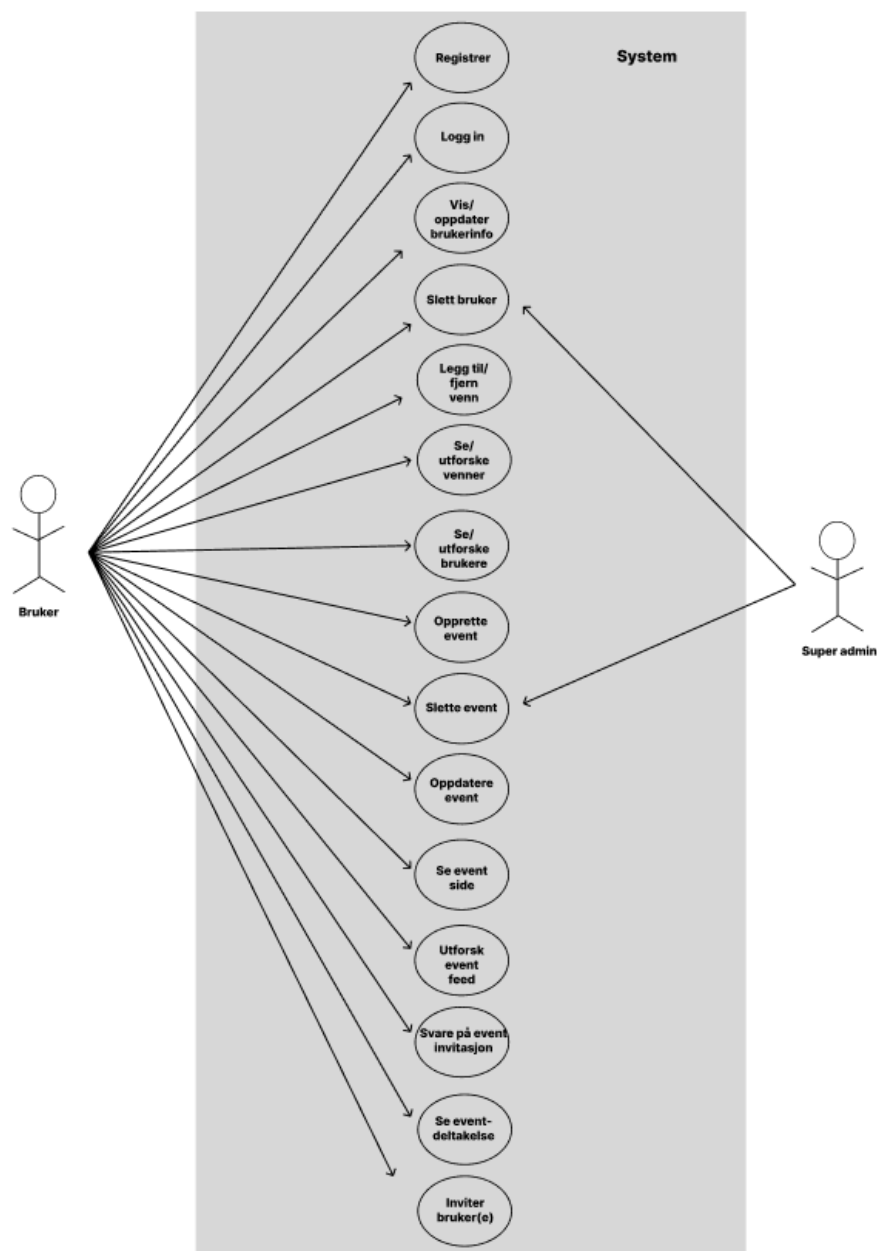 Registrer
System
Logg in
Vis/
oppdater
brukerinfo
Slett bruker
Legg til/
fjern
venn
Se/
utforske
venner
Se/
utforske
brukere
Bruker
Opprette
event
Super admin
Slette event
Oppdatere
event
Se event
side
Utforsk
event
feed
Svare på event
invitasjon
Se event-
deltakelse
Inviter
bruker(e)